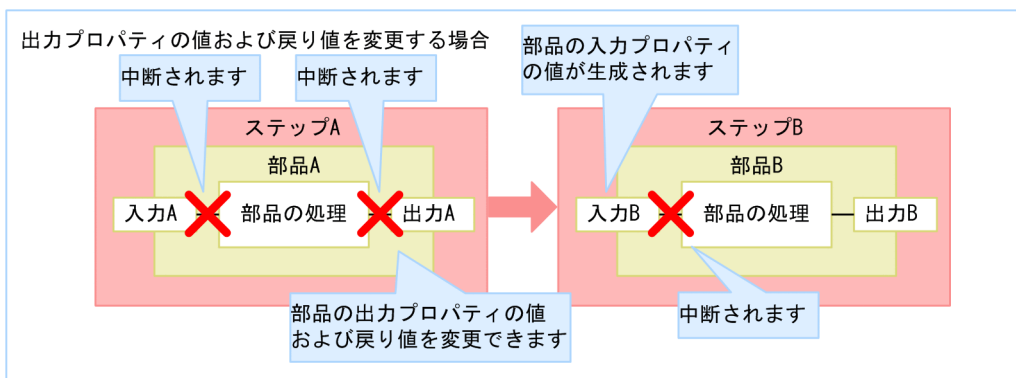 出力プロパティの値および戻り値を変更する場合
中断されます
中断されます
部品の入力プロパティ
の値が生成されます
ステップA
部品A
入力A
部品の処理
出力A
部品の出力プロパティの値
および戻り値を変更できます
ステップB
部品B
入力B
部品の処理
出力B
中断されます